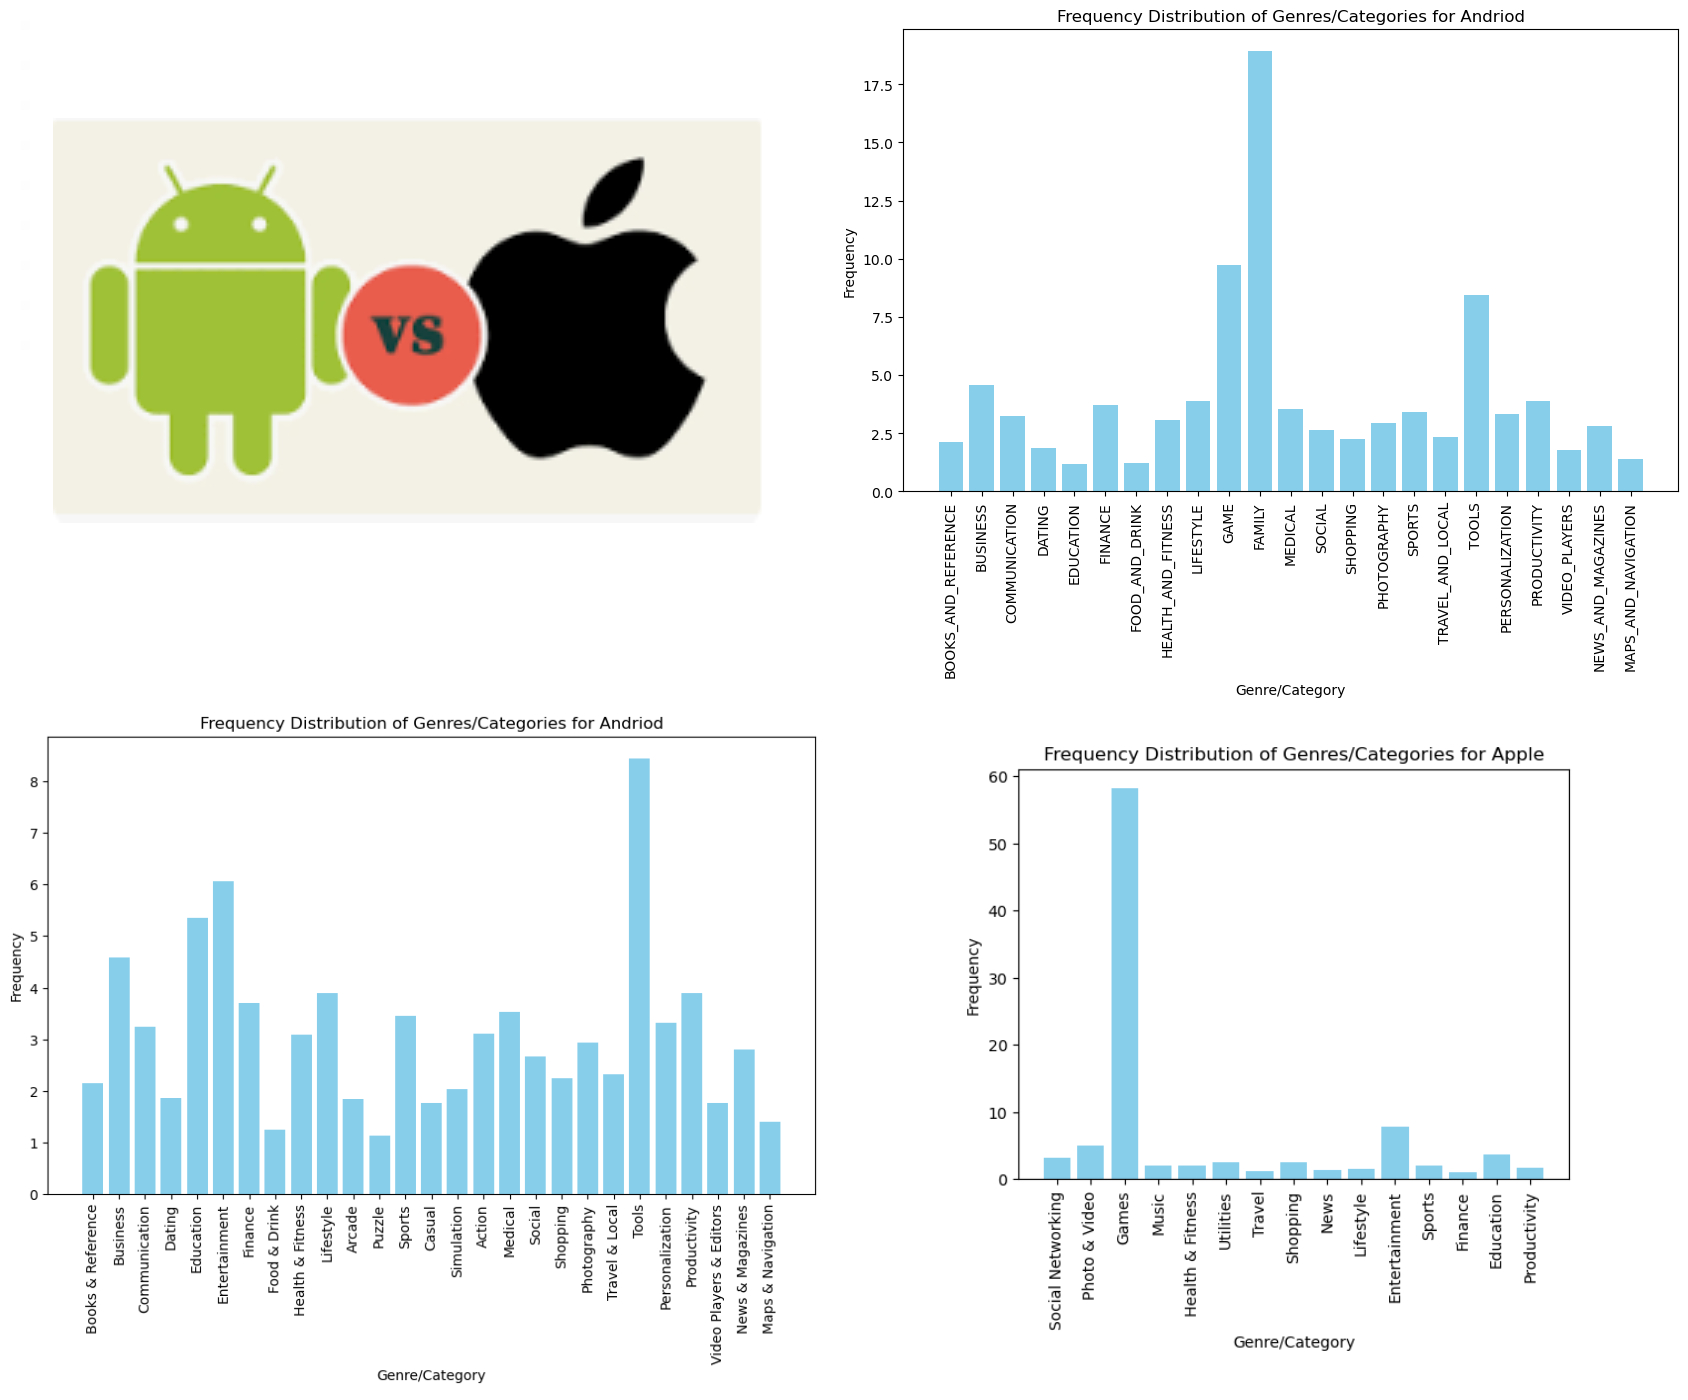 vs
Frequency Distribution of Genres/Categories for Andriod
Frequency
17.5
15.0
12.5
10.0
7.5
5.0
2.5
0.0
BOOKS_AND_REFERENCE
BUSINESS
COMMUNICATION
DATING
EDUCATION
FINANCE
FOOD_AND_DRINK
HEALTH_AND_FITNESS
LIFESTYLE
GAME
FAMILY
MEDICAL
SOCIAL
SHOPPING
PHOTOGRAPHY
SPORTS
TRAVEL_AND_LOCAL
TOOLS
PERSONALIZATION
PRODUCTIVITY
VIDEO_PLAYERS
NEWS_AND_MAGAZINES
MAPS_AND_NAVIGATION
Genre/Category
Frequency Distribution of Genres/Categories for Andriod
Frequency
8
7
6
5
4
3
2
1
0
Books & Reference
Business
Communication
Dating
Education
Entertainment
Finance
Food & Drink
Health & Fitness
Lifestyle
Arcade
Puzzle
Sports
Casual
Simulation
Action
Medical
Social
Shopping
Photography
Travel & Local
Tools
Personalization
Productivity
Video Players & Editors
News & Magazines
Maps & Navigation
Genre/Category
Frequency Distribution of Genres/Categories for Apple
Frequency
60
50
40
30
20
10
0
Social Networking
Photo & Video
Games
Music
Health & Fitness
Utilities
Travel
Shopping
News
Lifestyle
Entertainment
Sports
Finance
Education
Productivity
Genre/Category